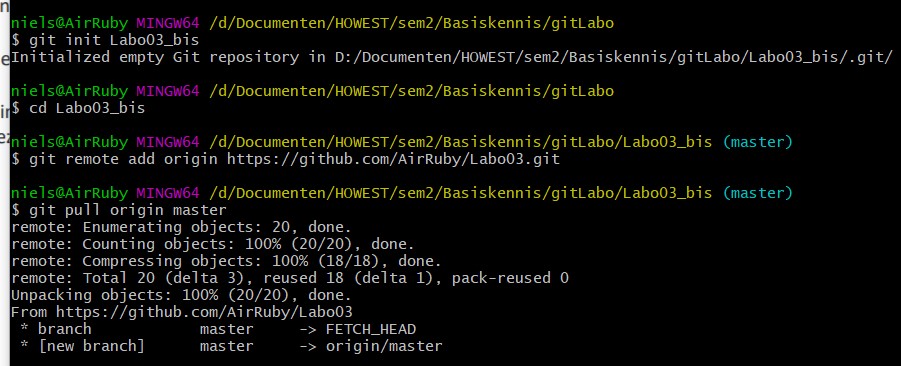 niels@AirRuby MINGW64 /d/Documenten/HOWEST/sem2/Basiskennis/gitLabo
$ git init Labo03_bis
Initialized empty Git repository in D:/Documenten/HOWEST/sem2/Basiskennis/gitLabo/Labo03_bis/.git/
niels@AirRuby MINGW64 /d/Documenten/HOWEST/sem2/Basiskennis/gitLabo
$ cd Labo03_bis
niels@AirRuby MINGW64 /d/Documenten/HOWEST/sem2/Basiskennis/gitLabo/Labo03_bis (master)
$ git remote add origin https://github.com/AirRuby/Labo03.git
niels@AirRuby MINGW64 /d/Documenten/HOWEST/sem2/Basiskennis/gitLabo/Labo03_bis (master)
$ git pull origin master
remote: Enumerating objects: 20, done.
remote: Counting objects: 100% (20/20), done.
remote: Compressing objects: 100% (18/18), done.
remote: Total 20 (delta 3), reused 18 (delta 1), pack-reused 0
Unpacking objects: 100% (20/20), done.
From https://github.com/AirRuby/Labo03
 * branch            master     -> FETCH_HEAD
 * [new branch]      master     -> origin/master